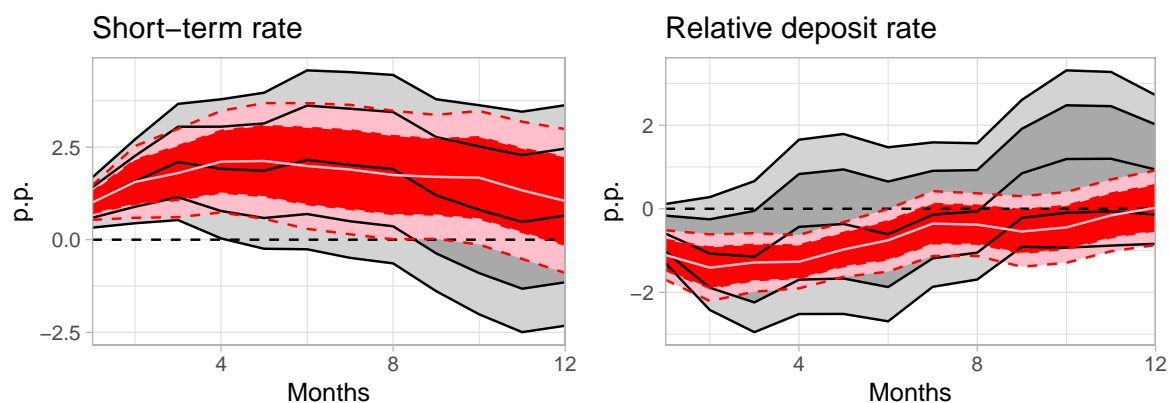 Short−term rate
p.p.
2.5
0.0
−2.5
4
8
12
Months
Relative deposit rate
p.p.
2
0
−2
4
8
12
Months